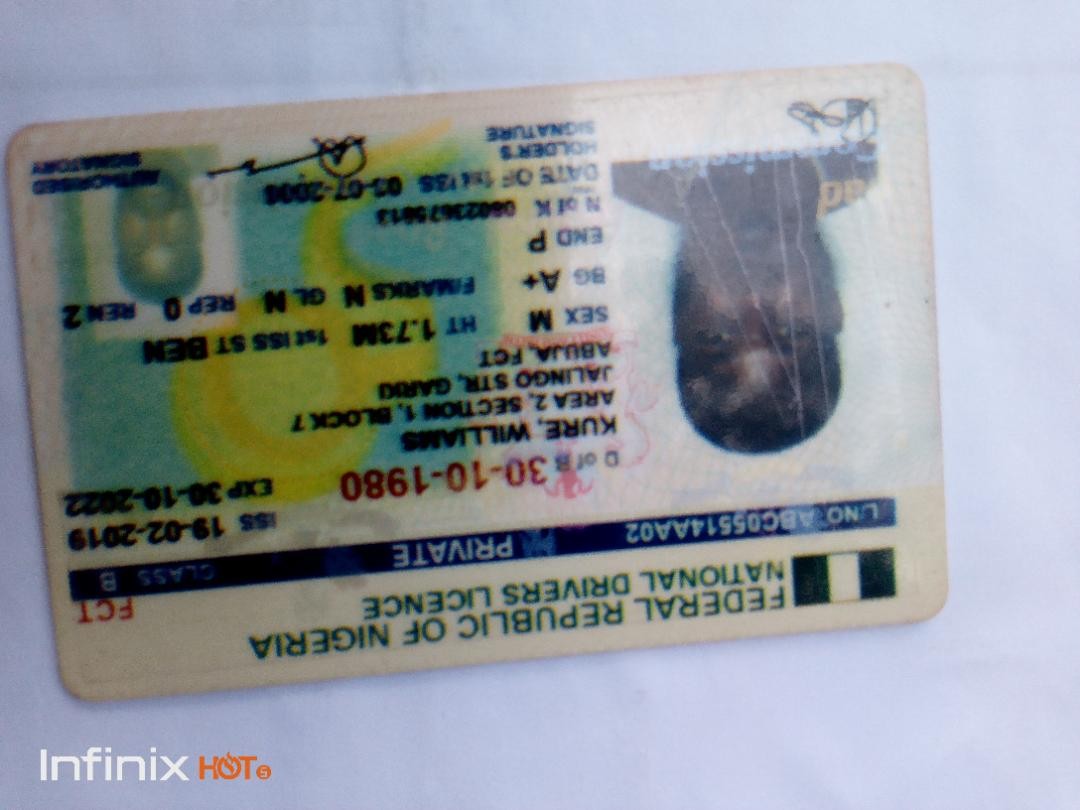 FEDERAL REPUBLIC OF NIGERIA
NATIONAL DRIVERS LICENCE
FCT
L/NO ABC05514AA02 PRIVATE CLASS B
ISS 19-02-2019
D of B 30-10-1980 EXP 30-10-2022
KURE, WILLIAMS
AREA 2, SECTION 1, BLOCK 7
JALINGO STR, GARKI
ABUJA, FCT
SEX M HT 1.73M 1st ISS ST BEN
BG A+ F/MARKS N GL N REP 0 REN 2
END P
N of K 08023675613
DATE OF 1st ISS 05-07-2006
HOLDER'S
SIGNATURE
AUTHORISED
SIGNATORY
Commission
Infinix HOT 5